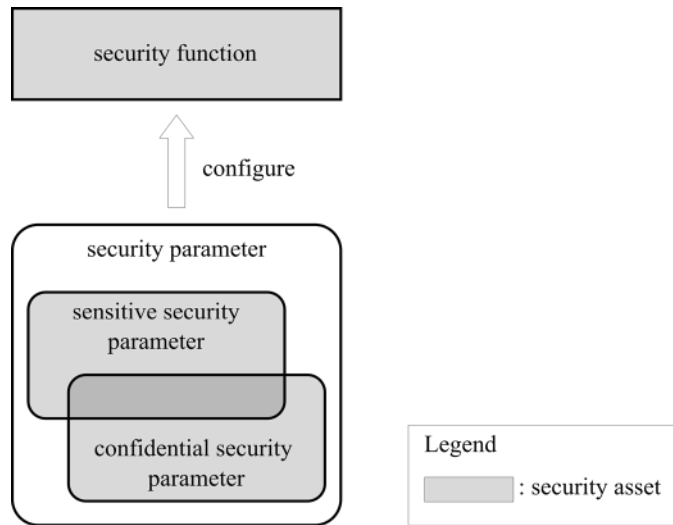 security function
configure
security parameter
sensitive security
parameter
confidential security
parameter
Legend
: security asset